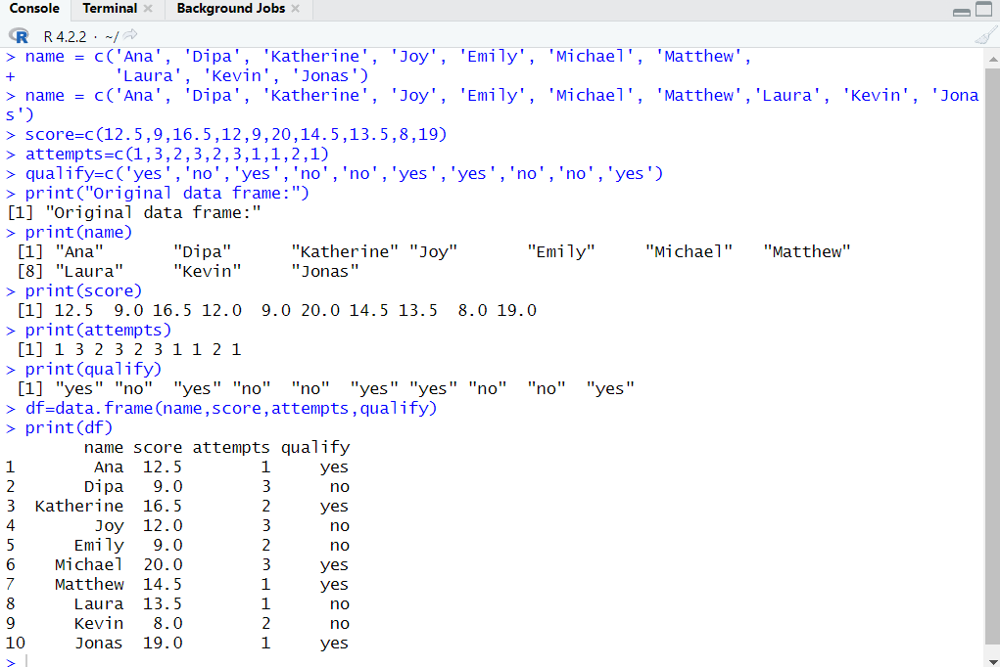 Console Terminal Background Jobs
R 4.2.2 · ~/
> name = c('Ana', 'Dipa', 'Katherine', 'Joy', 'Emily', 'Michael', 'Matthew',
+ 'Laura', 'Kevin', 'Jonas')
> name = c('Ana', 'Dipa', 'Katherine', 'Joy', 'Emily', 'Michael', 'Matthew','Laura', 'Kevin', 'Jona
s')
> score=c(12.5,9,16.5,12,9,20,14.5,13.5,8,19)
> attempts=c(1,3,2,3,2,3,1,1,2,1)
> qualify=c('yes','no','yes','no','no','yes','yes','no','no','yes')
> print("Original data frame:")
[1] "Original data frame:"
> print(name)
[1] "Ana" "Dipa" "Katherine" "Joy" "Emily" "Michael" "Matthew"
[8] "Laura" "Kevin" "Jonas"
> print(score)
[1] 12.5 9.0 16.5 12.0 9.0 20.0 14.5 13.5 8.0 19.0
> print(attempts)
[1] 1 3 2 3 2 3 1 1 2 1
> print(qualify)
[1] "yes" "no" "yes" "no" "no" "yes" "yes" "no" "no" "yes"
> df=data.frame(name,score,attempts,qualify)
> print(df)
name score attempts qualify
1 Ana 12.5 1 yes
2 Dipa 9.0 3 no
3 Katherine 16.5 2 yes
4 Joy 12.0 3 no
5 Emily 9.0 2 no
6 Michael 20.0 3 yes
7 Matthew 14.5 1 yes
8 Laura 13.5 1 no
9 Kevin 8.0 2 no
10 Jonas 19.0 1 yes
>